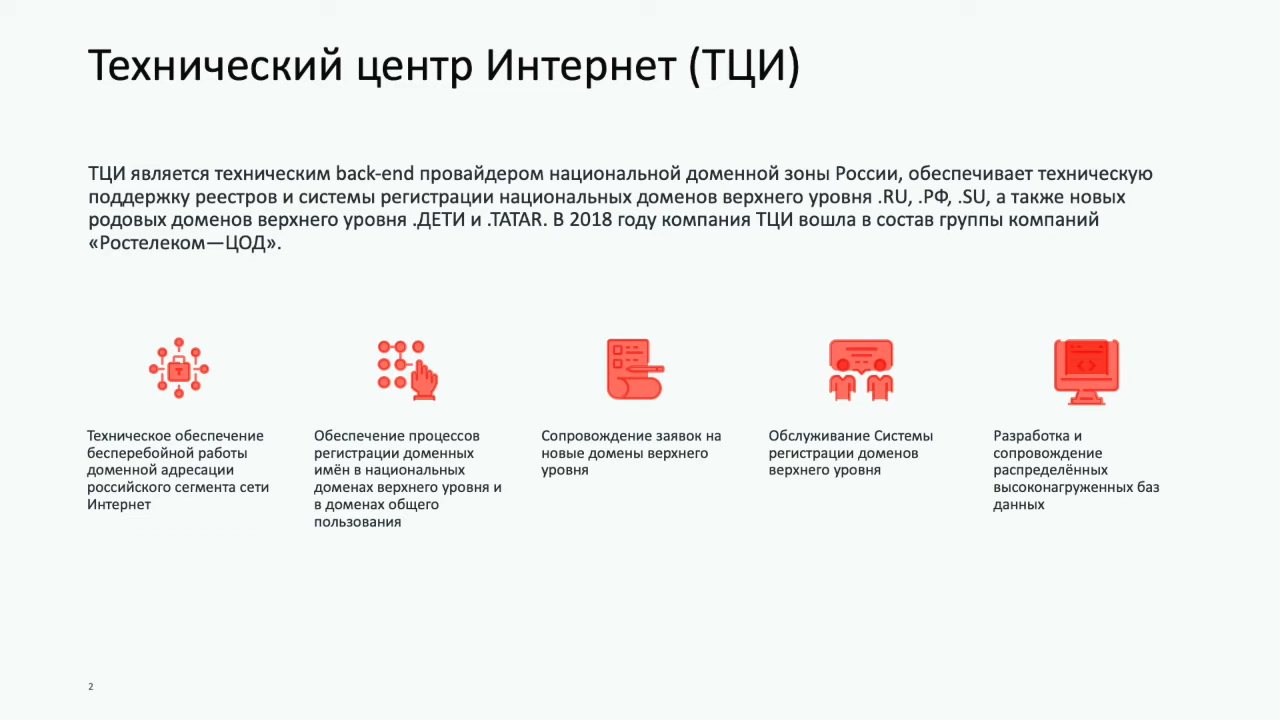 Технический центр Интернет (ТЦИ)
ТЦИ является техническим back-end провайдером национальной доменной зоны России, обеспечивает техническую
поддержку реестров и системы регистрации национальных доменов верхнего уровня .RU, .РФ, .SU, а также новых
родовых доменов верхнего уровня .ДЕТИ и .TATAR. В 2018 году компания ТЦИ вошла в состав группы компаний
«Ростелеком—ЦОД».
Техническое обеспечение
бесперебойной работы
доменной адресации
российского сегмента сети
Интернет
Обеспечение процессов
регистрации доменных
имён в национальных
доменах верхнего уровня и
в доменах общего
пользования
Сопровождение заявок на
новые домены верхнего
уровня
Обслуживание Системы
регистрации доменов
верхнего уровня
Разработка и
сопровождение
распределённых
высоконагруженных баз
данных
2